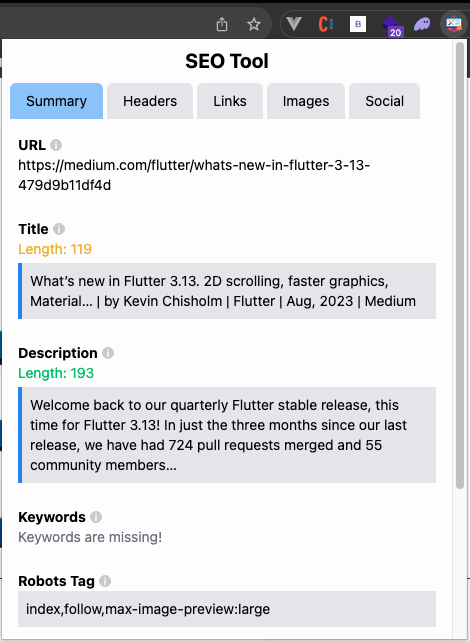 B
20
SEO Tool
Summary Headers Links Images Social
URL
https://medium.com/flutter/whats-new-in-flutter-3-13-
479d9b11df4d
Title
Length: 119
What’s new in Flutter 3.13. 2D scrolling, faster graphics,
Material… | by Kevin Chisholm | Flutter | Aug, 2023 | Medium
Description
Length: 193
Welcome back to our quarterly Flutter stable release, this
time for Flutter 3.13! In just the three months since our last
release, we have had 724 pull requests merged and 55
community members…
Keywords
Keywords are missing!
Robots Tag
index,follow,max-image-preview:large